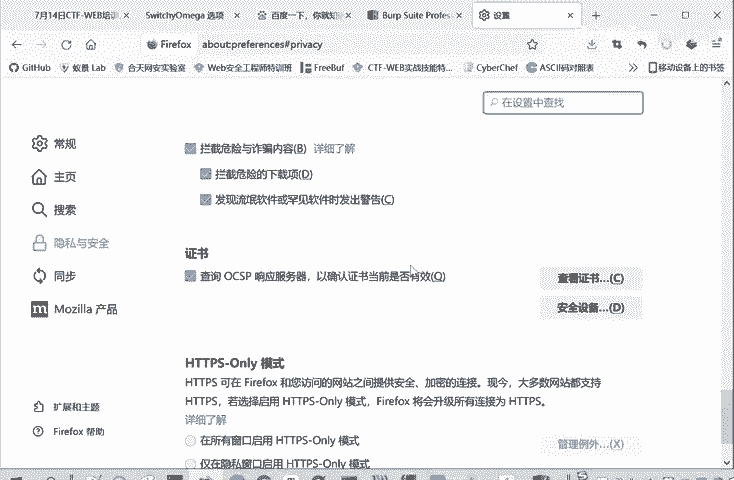 7月14日CTF-WEB培训
SwitchyOmega 选项
百度一下，你就知
Burp Suite Profes
设置
Firefox about:preferences#privacy
GitHub 蚁景 Lab 合天网安实验室 Web安全工程师特训班 FreeBuf CTF-WEB实战技能特... CyberChef ASCII码对照表 移动设备上的书签
在设置中查找
常规
主页
搜索
隐私与安全
同步
Mozilla 产品
扩展和主题
Firefox 帮助
拦截危险与诈骗内容(B) 详细了解
拦截危险的下载项(D)
发现流氓软件或罕见软件时发出警告(C)
证书
查询 OCSP 响应服务器，以确认证书当前是否有效(Q)
查看证书...(C)
安全设备...(D)
HTTPS-Only 模式
HTTPS 可在 Firefox 和您访问的网站之间提供安全、加密的连接。现今，大多数网站都支持
HTTPS，若选择启用 HTTPS-Only 模式，Firefox 将会升级所有连接为 HTTPS。
详细了解
在所有窗口启用 HTTPS-Only 模式
管理例外...(X)
仅在隐私窗口启用 HTTPS-Only 模式